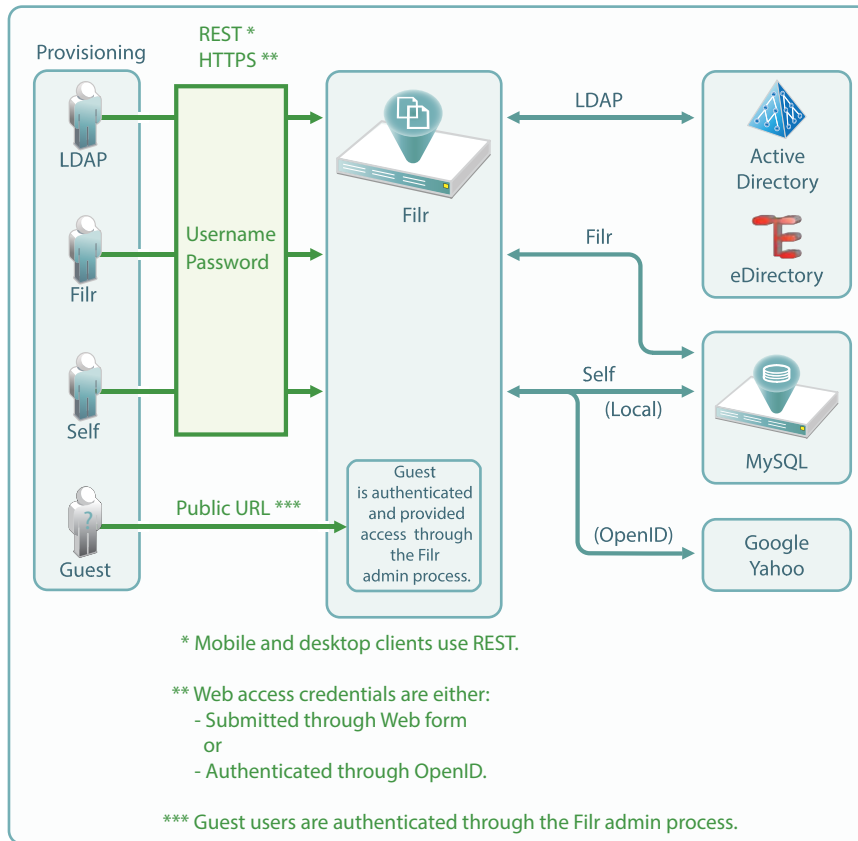 REST *
HTTPS **
Provisioning
LDAP
Filr
Self
Guest
?
Username
Password
Public URL ***
Filr
Guest
is authenticated
and provided
access through
the Filr
admin process.
LDAP
Filr
Self
(Local)
(OpenID)
Active
Directory
eDirectory
MySQL
Google
Yahoo
* Mobile and desktop clients use REST.
** Web access credentials are either:
- Submitted through Web form
or
- Authenticated through OpenID.
*** Guest users are authenticated through the Filr admin process.